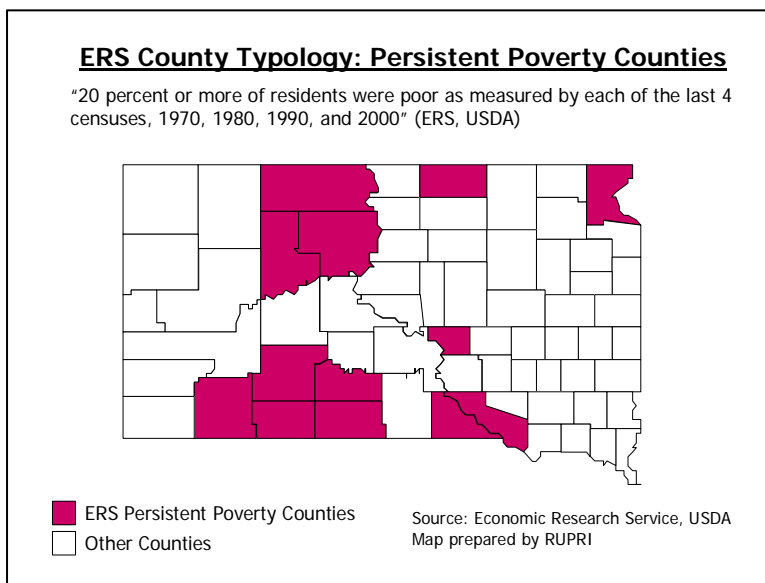 ERS County Typology: Persistent Poverty Counties
"20 percent or more of residents were poor as measured by each of the last 4
censuses, 1970, 1980, 1990, and 2000" (ERS, USDA)
ERS Persistent Poverty Counties
Other Counties
Source: Economic Research Service, USDA
Map prepared by RUPRI